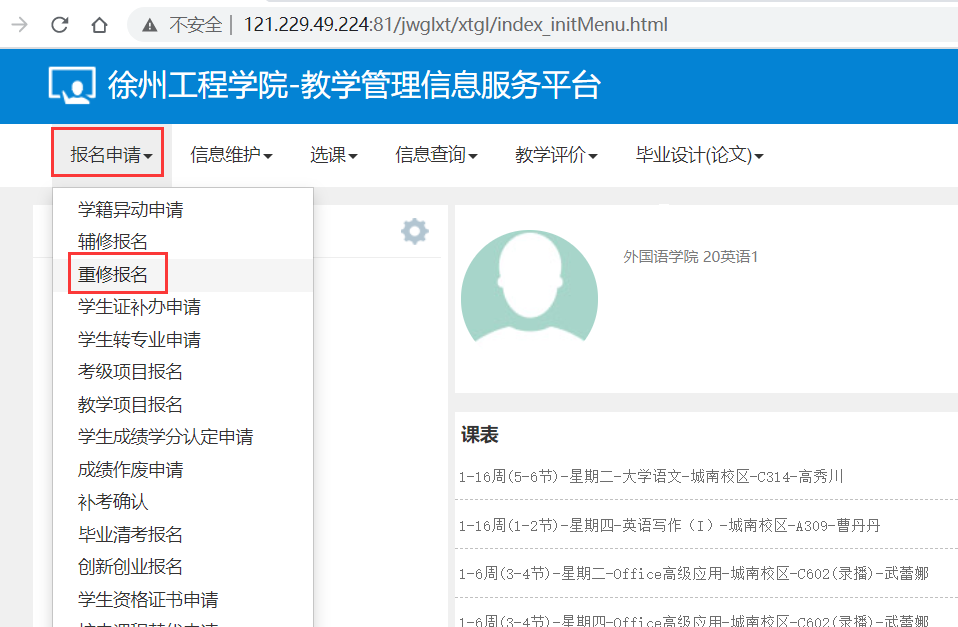 不安全 | 121.229.49.224:81/jwglxt/xtgl/index_initMenu.html
徐州工程学院-教学管理信息服务平台
报名申请 信息维护 选课 信息查询 教学评价 毕业设计(论文)
学籍异动申请
辅修报名
重修报名
学生证补办申请
学生转专业申请
考级项目报名
教学项目报名
学生成绩学分认定申请
成绩作废申请
补考确认
毕业清考报名
创新创业报名
学生资格证书申请
外国语学院 20英语1
课表
1-16周(5-6节)-星期二-大学语文-城南校区-C314-高秀川
1-16周(1-2节)-星期四-英语写作（I）-城南校区-A309-曹丹丹
1-6周(3-4节)-星期二-Office高级应用-城南校区-C602(录播)-武蕾娜
1-6周(3-4节)-星期四-Office高级应用-城南校区-C602(录播)-武蕾娜